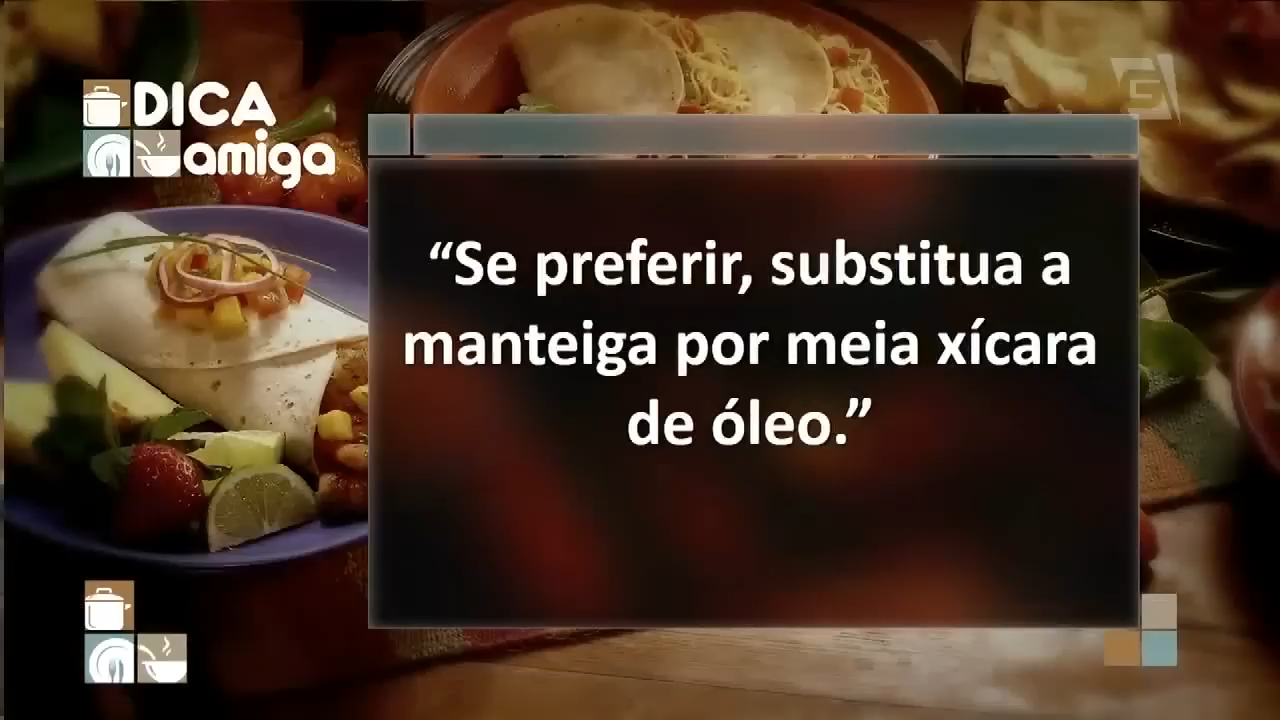 DICA
amiga
“Se preferir, substitua a
manteiga por meia xícara
de óleo.”